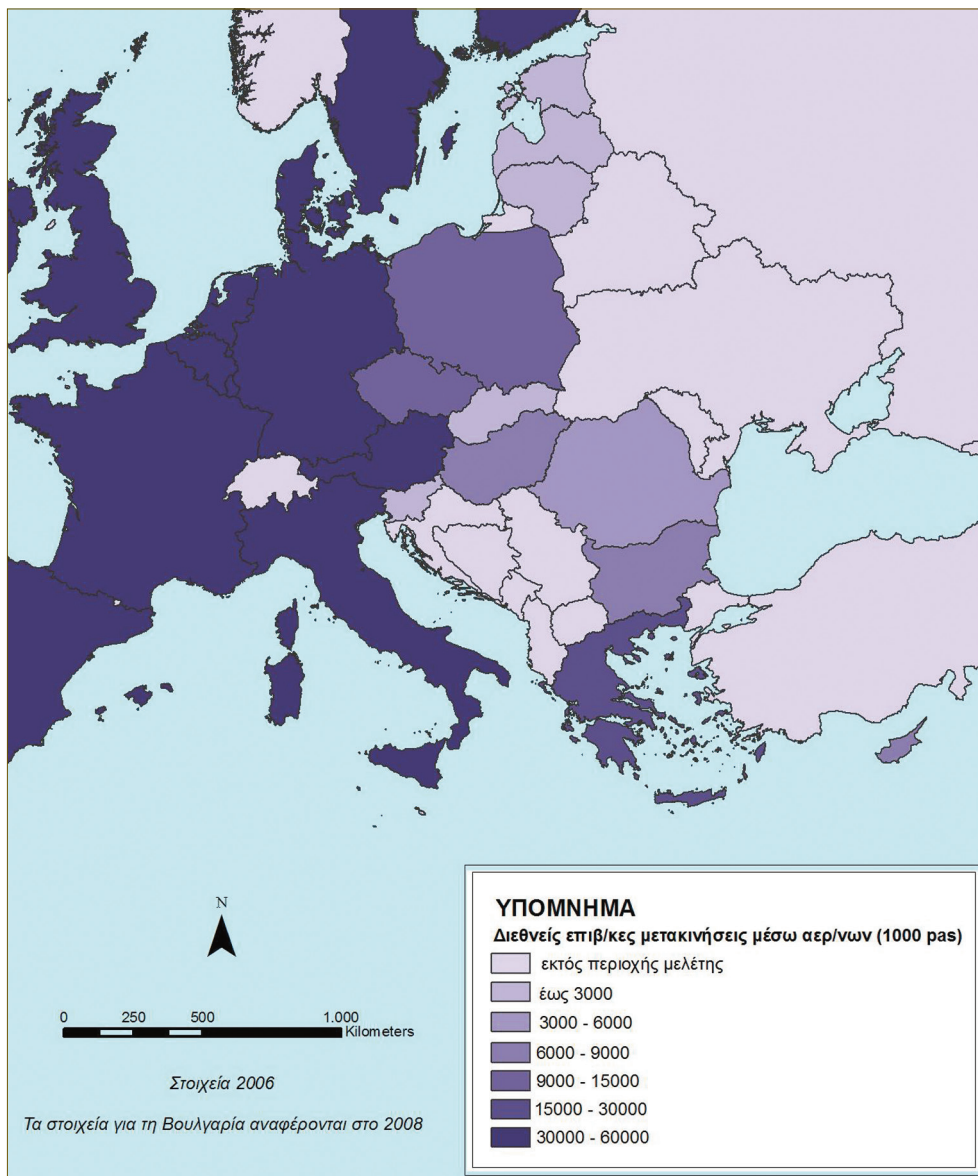 N
0 250 500 1.000
Kilometers
Στοιχεία 2006
Τα στοιχεία για τη Βουλγαρία αναφέρονται στο 2008
ΥΠΟΜΝΗΜΑ
Διεθνείς επιβ/κες μετακινήσεις μέσω αερ/νων (1000 pas)
εκτός περιοχής μελέτης
έως 3000
3000 - 6000
6000 - 9000
9000 - 15000
15000 - 30000
30000 - 60000